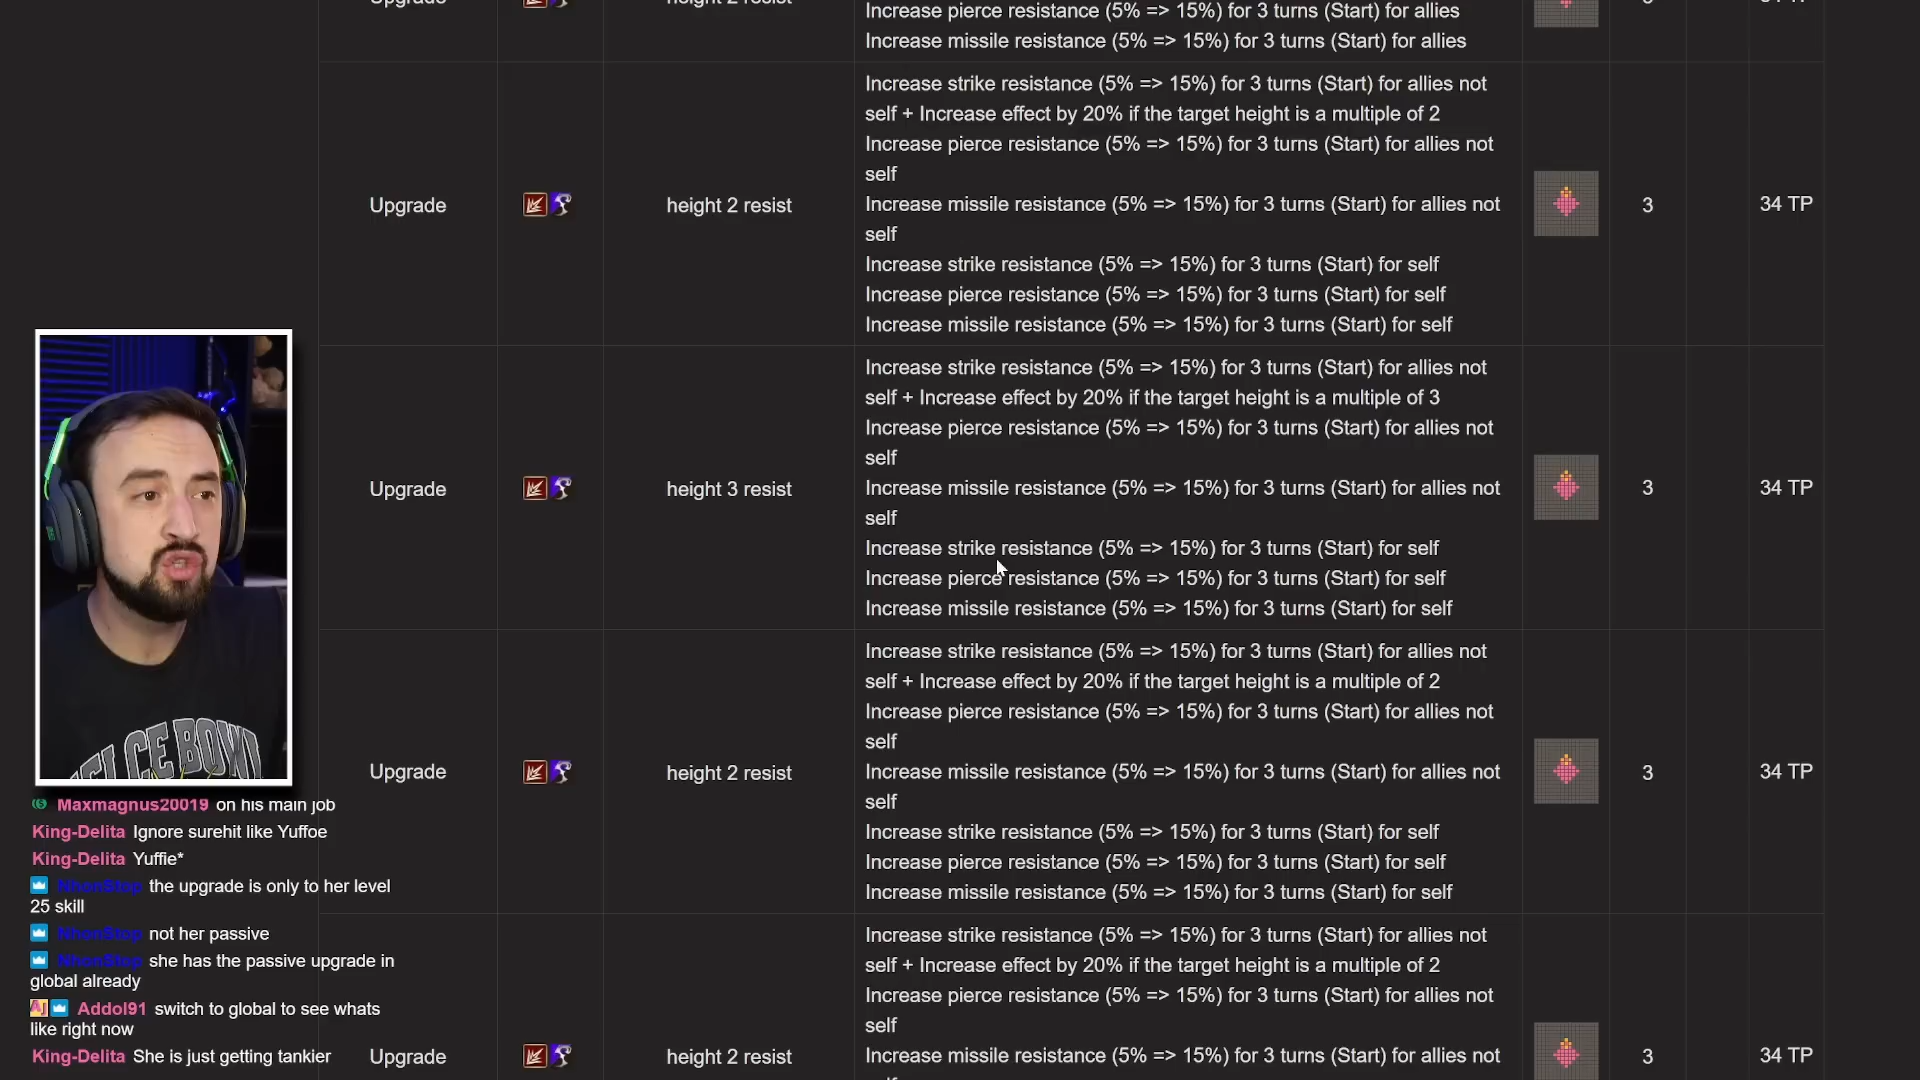 Upgrade
height 2 resist
Increase pierce resistance (5% => 15%) for 3 turns (Start) for allies
Increase missile resistance (5% => 15%) for 3 turns (Start) for allies
34 TP
Increase strike resistance (5% => 15%) for 3 turns (Start) for allies not
self + Increase effect by 20% if the target height is a multiple of 2
Increase pierce resistance (5% => 15%) for 3 turns (Start) for allies not
self
Upgrade
height 2 resist
Increase missile resistance (5% => 15%) for 3 turns (Start) for allies not
3
34 TP
self
Increase strike resistance (5% => 15%) for 3 turns (Start) for self
Increase pierce resistance (5% => 15%) for 3 turns (Start) for self
Increase missile resistance (5% => 15%) for 3 turns (Start) for self
Increase strike resistance (5% => 15%) for 3 turns (Start) for allies not
self + Increase effect by 20% if the target height is a multiple of 3
Increase pierce resistance (5% => 15%) for 3 turns (Start) for allies not
self
Upgrade
height 3 resist
Increase missile resistance (5% => 15%) for 3 turns (Start) for allies not
3
34 TP
self
Increase strike resistance (5% => 15%) for 3 turns (Start) for self
Increase pierce resistance (5% => 15%) for 3 turns (Start) for self
Increase missile resistance (5% => 15%) for 3 turns (Start) for self
Increase strike resistance (5% => 15%) for 3 turns (Start) for allies not
self + Increase effect by 20% if the target height is a multiple of 2
Increase pierce resistance (5% => 15%) for 3 turns (Start) for allies not
self
Upgrade
height 2 resist
Increase missile resistance (5% => 15%) for 3 turns (Start) for allies not
3
34 TP
self
Increase strike resistance (5% => 15%) for 3 turns (Start) for self
Increase pierce resistance (5% => 15%) for 3 turns (Start) for self
Increase missile resistance (5% => 15%) for 3 turns (Start) for self
Increase strike resistance (5% => 15%) for 3 turns (Start) for allies not
self + Increase effect by 20% if the target height is a multiple of 2
Increase pierce resistance (5% => 15%) for 3 turns (Start) for allies not
self
Upgrade
height 2 resist
Increase missile resistance (5% => 15%) for 3 turns (Start) for allies not
3
34 TP
Maxmagnus20019 on his main job
King-Delita Ignore surehit like Yuffoe
King-Delita Yuffie*
NhonStop the upgrade is only to her level
25 skill
NhonStop not her passive
NhonStop she has the passive upgrade in
global already
Addol91 switch to global to see whats
like right now
King-Delita She is just getting tankier